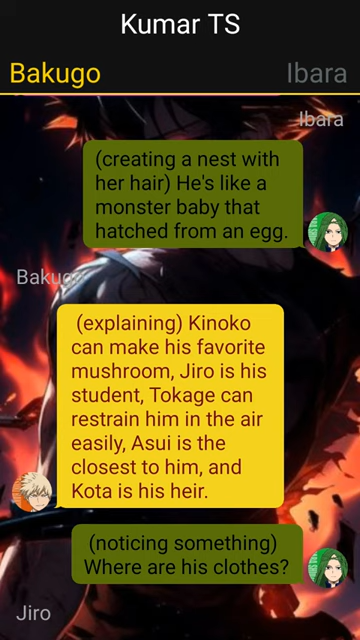 Kumar TS
Bakugo
Ibara
Ibara
(creating a nest with
her hair) He's like a
monster baby that
hatched from an egg.
Bakugo
(explaining) Kinoko
can make his favorite
mushroom, Jiro is his
student, Tokage can
restrain him in the air
easily, Asui is the
closest to him, and
Kota is his heir.
(noticing something)
Where are his clothes?
Jiro